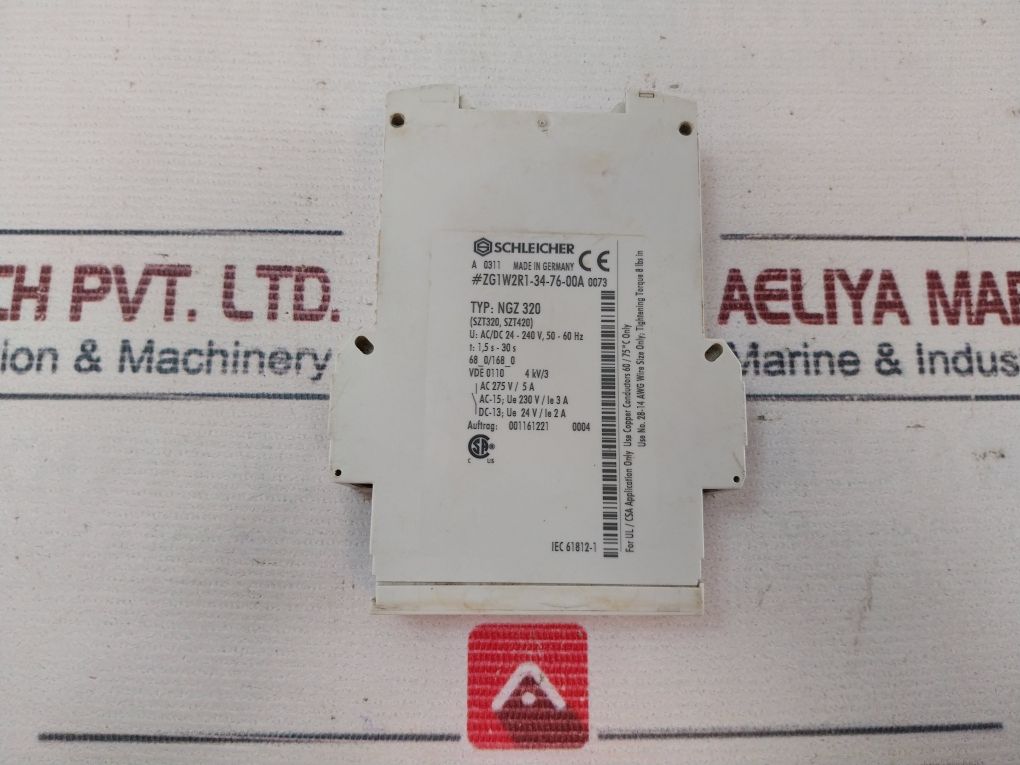 SCHLEICHER
A 0311 MADE IN GERMANY CE
#ZG1W2R1-34-76-00A 0073
TYP: NGZ 320
(SZT320, SZT420)
U: AC/DC 24 - 240 V, 50 - 60 Hz
t: 1,5 s - 30 s
68_0/168_0
VDE 0110 4 kV/3
AC 275 V / 5 A
AC-15; Ue 230 V / Ie 3 A
DC-13; Ue 24 V / Ie 2 A
Auftrag: 001161221 0004
C US
IEC 61812-1
For UL / CSA Application Only Use Copper Conductors 60 / 75°C Only
Use No. 28-14 AWG Wire Size Only; Tightening Torque 8 lbs in
CH PVT. LTD.
ion & Machinery
AELIYA MAR
Marine & Indus